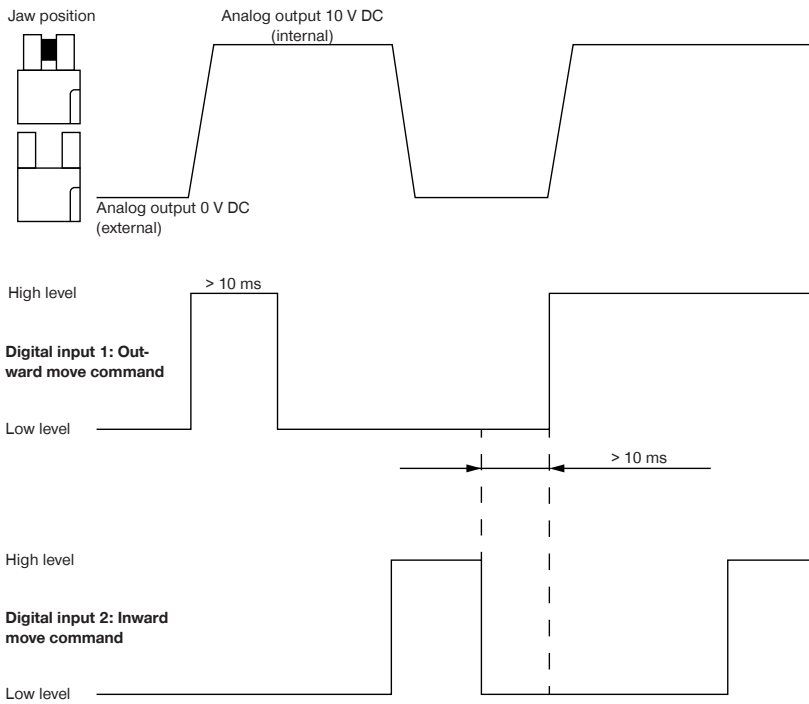 Jaw position
Analog output 10 V DC
(internal)
Analog output 0 V DC
(external)
High level
> 10 ms
Digital input 1: Out-
ward move command
Low level
> 10 ms
High level
Digital input 2: Inward
move command
Low level